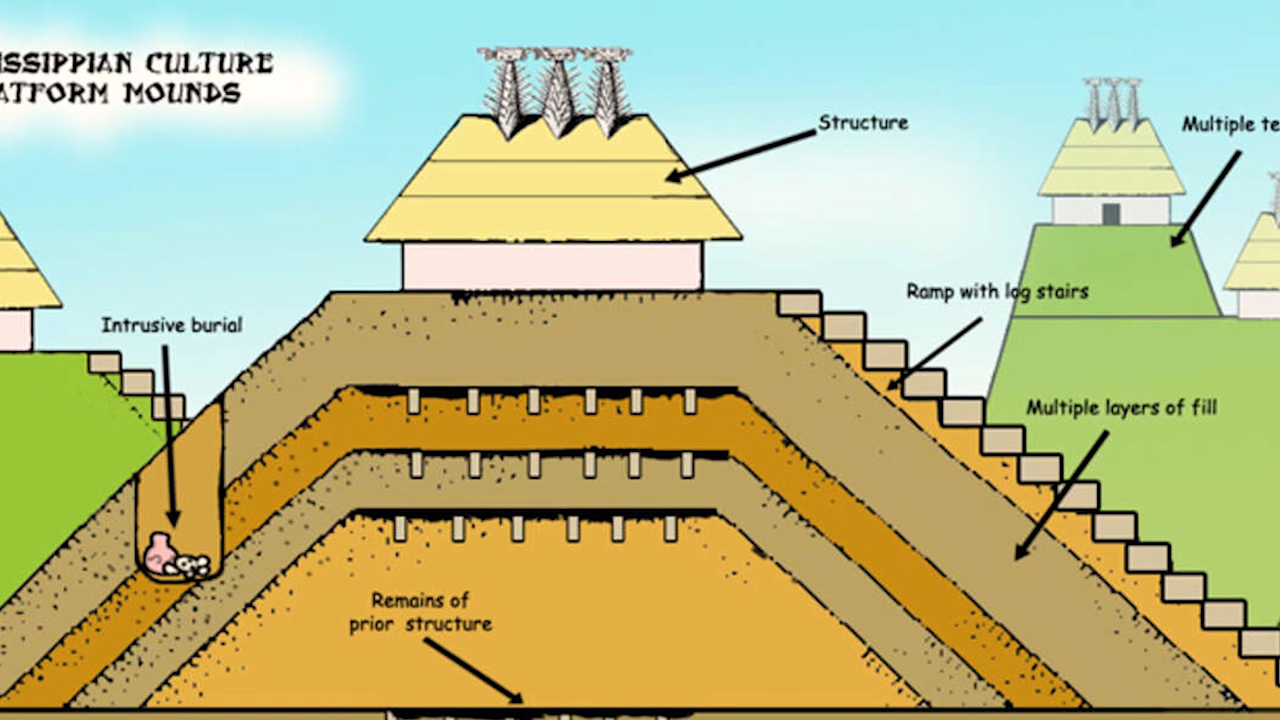 ISSIPPIAN CULTURE
ATFORM MOUNDS
Structure
Multiple te
Ramp with log stairs
Intrusive burial
Multiple layers of fill
Remains of
prior structure